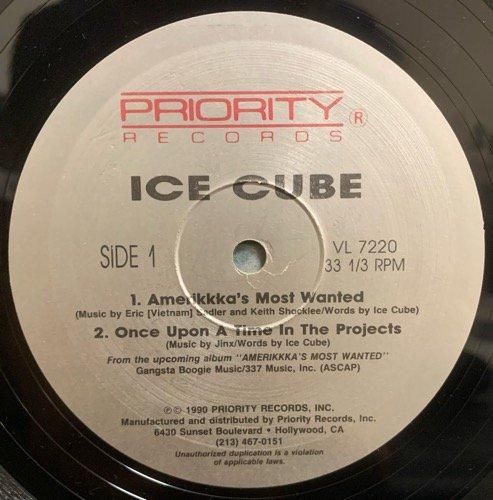 PRIORITY ®
RECORDS
ICE CUBE
SIDE 1
VL 7220
33 1/3 RPM
1. Amerikkka's Most Wanted
(Music by Eric [Vietnam] Sadler and Keith Shocklee/Words by Ice Cube)
2. Once Upon A Time In The Projects
(Music by Jinx/Words by Ice Cube)
From the upcoming album "AMERIKKKA'S MOST WANTED"
Gangsta Boogie Music/337 Music, Inc. (ASCAP)
℗ © 1990 PRIORITY RECORDS, INC.
Manufactured and distributed by Priority Records, Inc.
6430 Sunset Boulevard • Hollywood, CA
(213) 467-0151
Unauthorized duplication is a violation
of applicable laws.